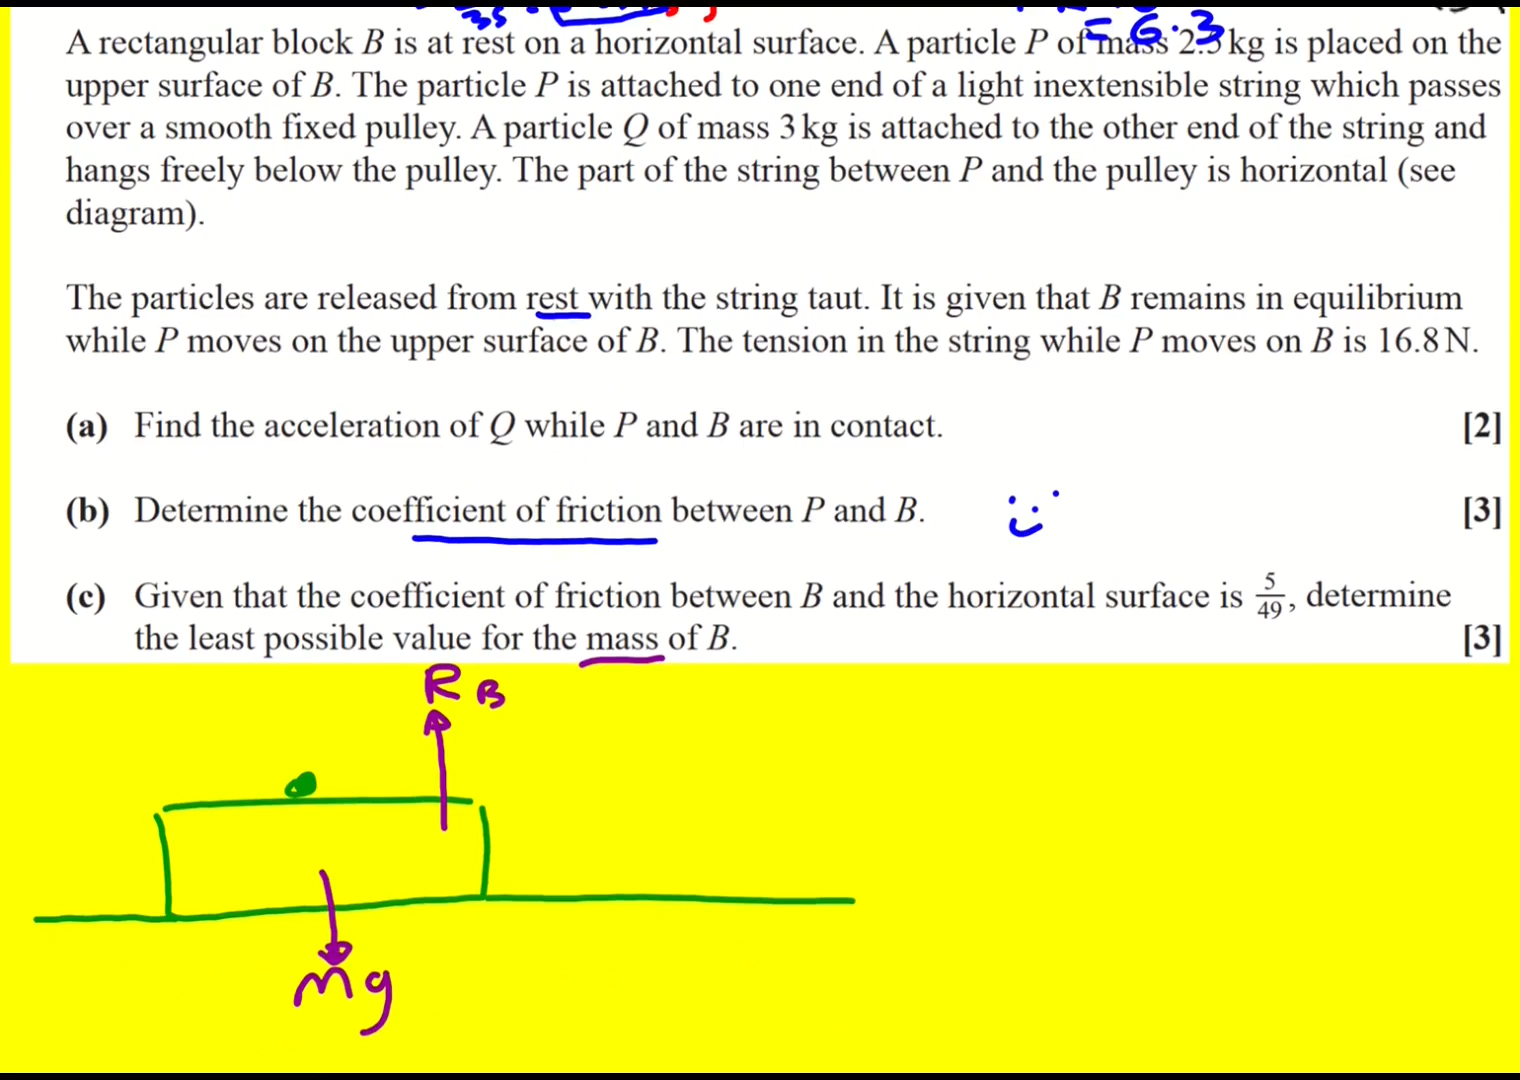 35
= 6.3
A rectangular block B is at rest on a horizontal surface. A particle P of mass 2.5 kg is placed on the
upper surface of B. The particle P is attached to one end of a light inextensible string which passes
over a smooth fixed pulley. A particle Q of mass 3 kg is attached to the other end of the string and
hangs freely below the pulley. The part of the string between P and the pulley is horizontal (see
diagram).
The particles are released from rest with the string taut. It is given that B remains in equilibrium
while P moves on the upper surface of B. The tension in the string while P moves on B is 16.8 N.
(a) Find the acceleration of Q while P and B are in contact. [2]
(b) Determine the coefficient of friction between P and B. [3]
(c) Given that the coefficient of friction between B and the horizontal surface is 5/49, determine
the least possible value for the mass of B. [3]
R B
mg